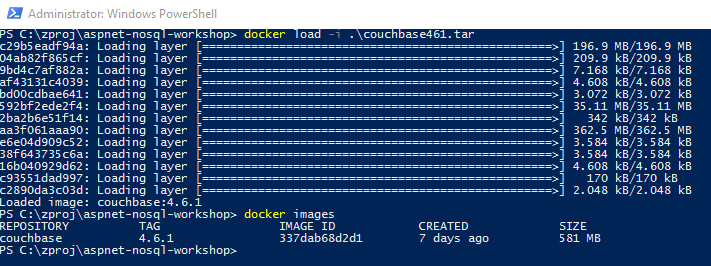 Administrator: Windows PowerShell
PS C:\zproj\aspnet-nosql-workshop> docker load -i .\couchbase461.tar
c29b5eadf94a: Loading layer [==================================================>] 196.9 MB/196.9 MB
04ab82f865cf: Loading layer [==================================================>] 209.9 kB/209.9 kB
9bd4c7af882a: Loading layer [==================================================>] 7.168 kB/7.168 kB
af43131c4039: Loading layer [==================================================>] 4.608 kB/4.608 kB
bd00cdbae641: Loading layer [==================================================>] 3.072 kB/3.072 kB
592bf2ede2f4: Loading layer [==================================================>] 35.11 MB/35.11 MB
2ba2b6e51f14: Loading layer [==================================================>] 342 kB/342 kB
aa3f061aaa90: Loading layer [==================================================>] 362.5 MB/362.5 MB
e6e04d909c52: Loading layer [==================================================>] 3.584 kB/3.584 kB
38f643735c6a: Loading layer [==================================================>] 3.584 kB/3.584 kB
16b040929d62: Loading layer [==================================================>] 4.608 kB/4.608 kB
c93551dad997: Loading layer [==================================================>] 170 kB/170 kB
c2890da3c03d: Loading layer [==================================================>] 2.048 kB/2.048 kB
Loaded image: couchbase:4.6.1
PS C:\zproj\aspnet-nosql-workshop> docker images
REPOSITORY TAG IMAGE ID CREATED SIZE
couchbase 4.6.1 337dab68d2d1 7 days ago 581 MB
PS C:\zproj\aspnet-nosql-workshop>